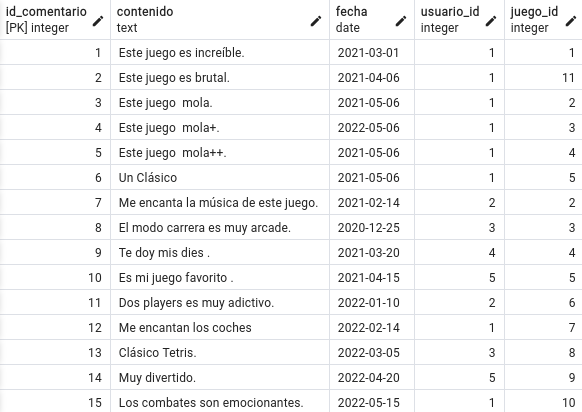 id_comentario contenido fecha usuario_id juego_id
[PK] integer text date integer integer
1 Este juego es increíble. 2021-03-01 1 1
2 Este juego es brutal. 2021-04-06 1 11
3 Este juego  mola. 2021-05-06 1 2
4 Este juego  mola+. 2022-05-06 1 3
5 Este juego  mola++. 2021-05-06 1 4
6 Un Clásico 2021-05-06 1 5
7 Me encanta la música de este juego. 2021-02-14 2 2
8 El modo carrera es muy arcade. 2020-12-25 3 3
9 Te doy mis dies . 2021-03-20 4 4
10 Es mi juego favorito . 2021-04-15 5 5
11 Dos players es muy adictivo. 2022-01-10 2 6
12 Me encantan los coches 2022-02-14 1 7
13 Clásico Tetris. 2022-03-05 3 8
14 Muy divertido. 2022-04-20 5 9
15 Los combates son emocionantes. 2022-05-15 1 10